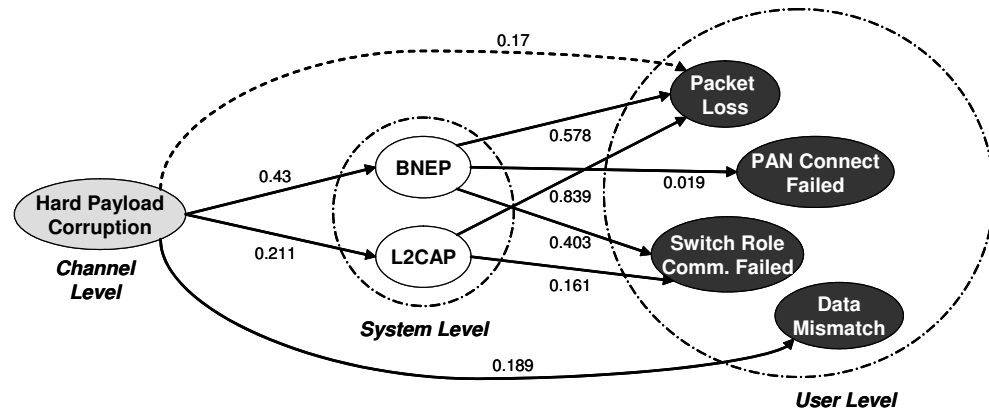 0.17
Packet
Loss
0.578
BNEP
PAN Connect
Failed
0.43
0.019
0.839
Hard Payload
Corruption
0.403
Switch Role
Comm. Failed
0.211
L2CAP
Channel
Level
0.161
Data
Mismatch
System Level
0.189
User Level